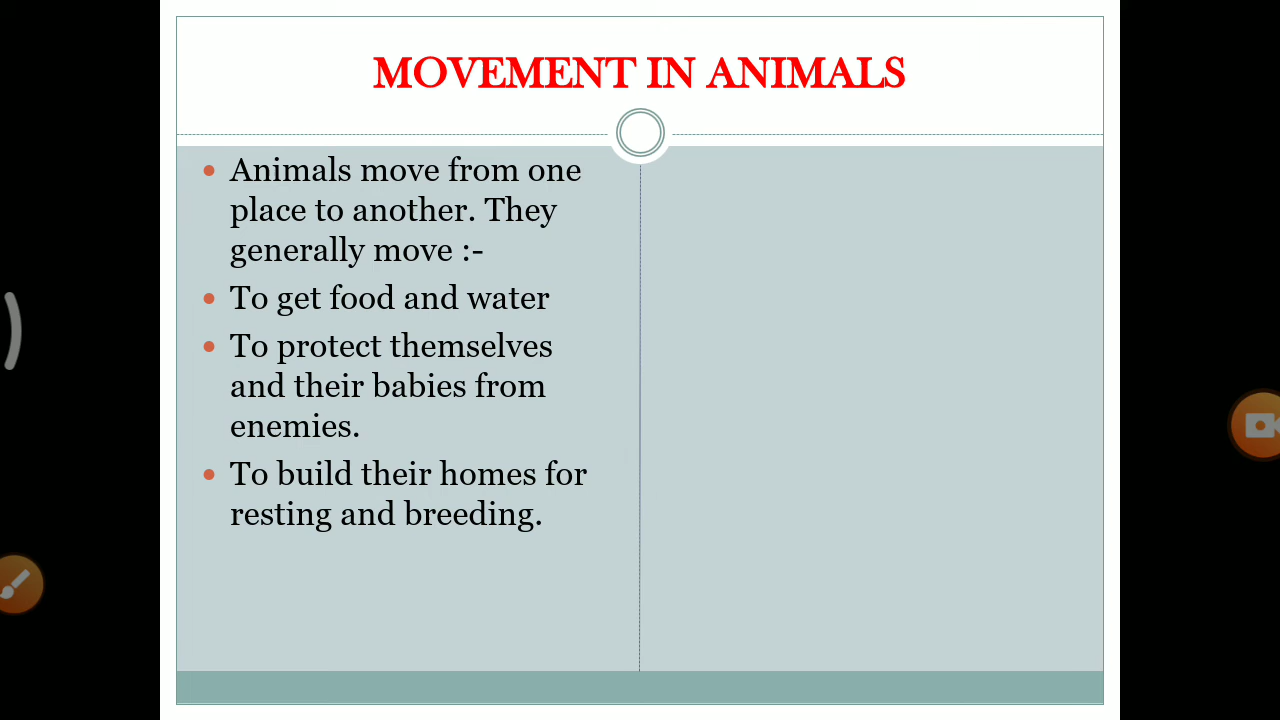 MOVEMENT IN ANIMALS
• Animals move from one
place to another. They
generally move :-
• To get food and water
• To protect themselves
and their babies from
enemies.
• To build their homes for
resting and breeding.